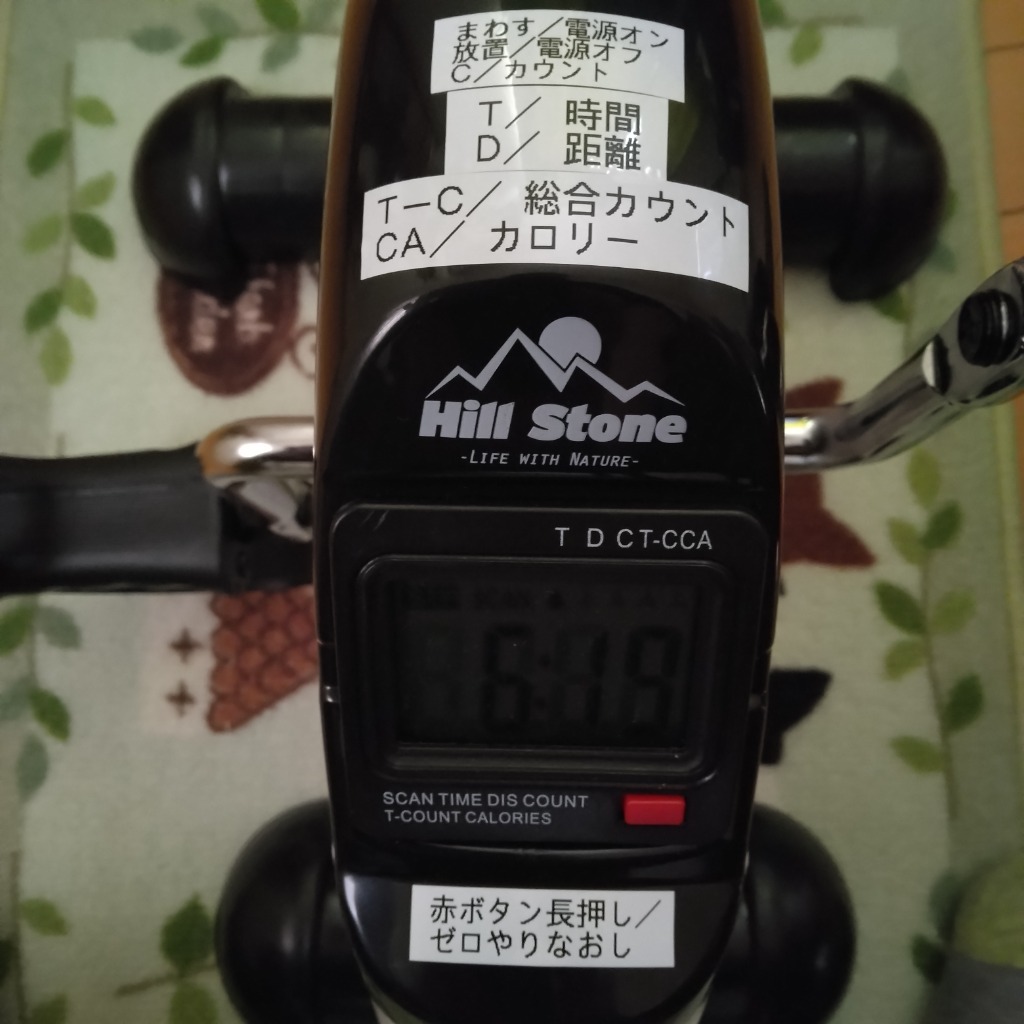 まわす／電源オン
放置／電源オフ
C／カウント
T／ 時間
D／ 距離
T－C／ 総合カウント
CA／ カロリー
Hill Stone
-LIFE WITH NATURE-
T D CT-CCA
SCAN TIME DIS COUNT
T-COUNT CALORIES
赤ボタン長押し／
ゼロやりなおし